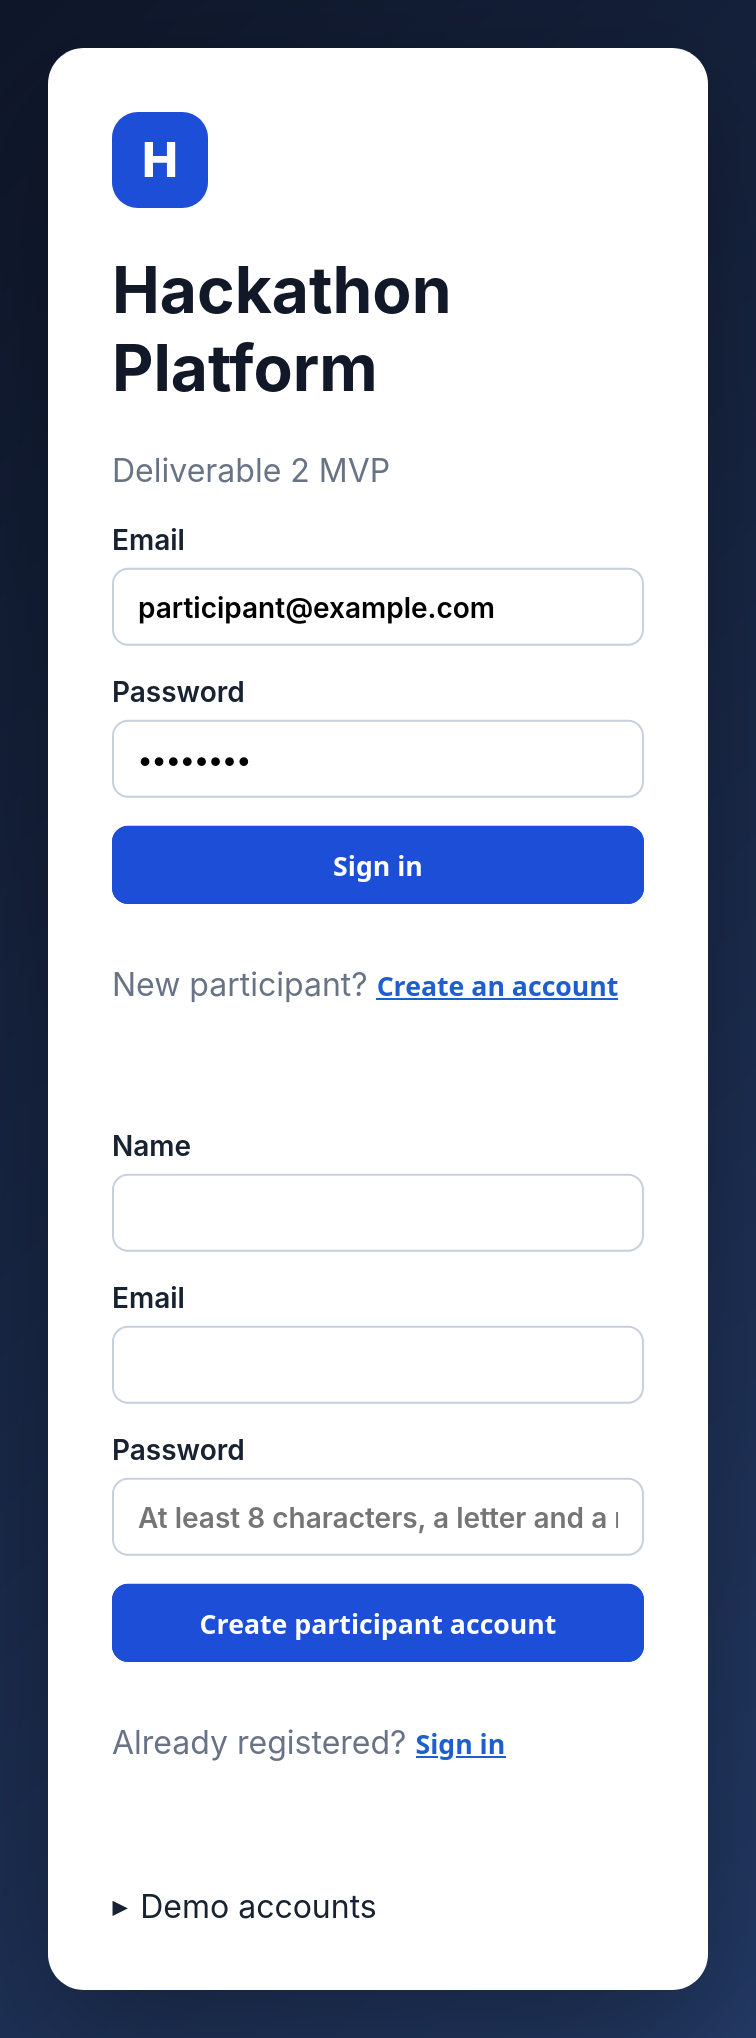 H
Hackathon
Platform
Deliverable 2 MVP
Email
participant@example.com
Password
••••••••
Sign in
New participant? Create an account
Name
Email
Password
At least 8 characters, a letter and a
Create participant account
Already registered? Sign in
▸ Demo accounts